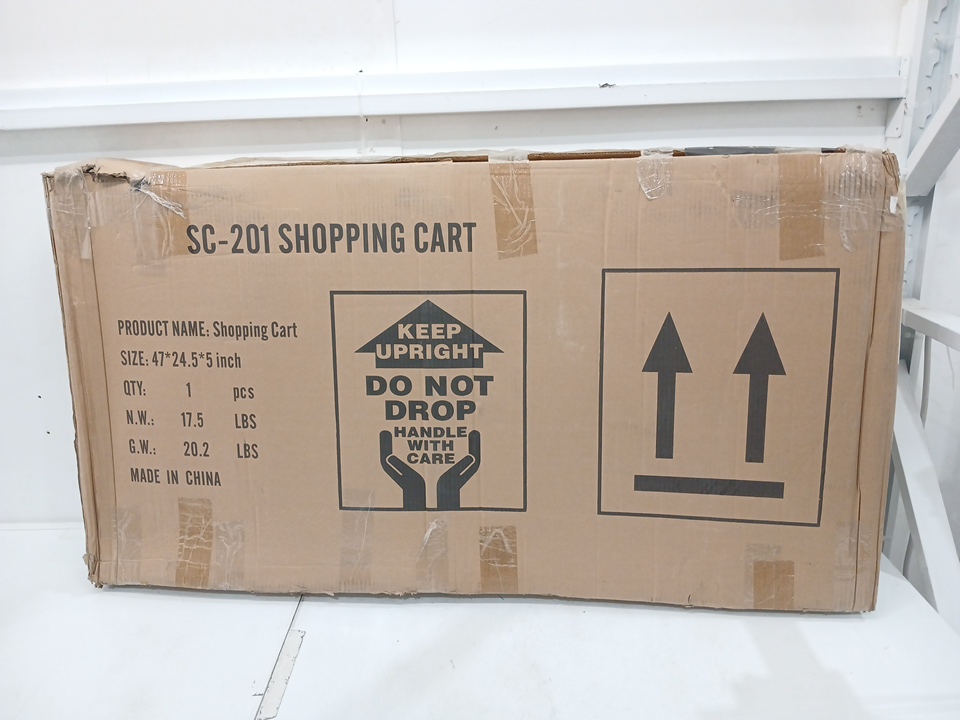 SC-201 SHOPPING CART
PRODUCT NAME: Shopping Cart
SIZE: 47*24.5*5 inch
QTY: 1 pcs
N.W.: 17.5 LBS
G.W.: 20.2 LBS
MADE IN CHINA
KEEP
UPRIGHT
DO NOT
DROP
HANDLE
WITH
CARE